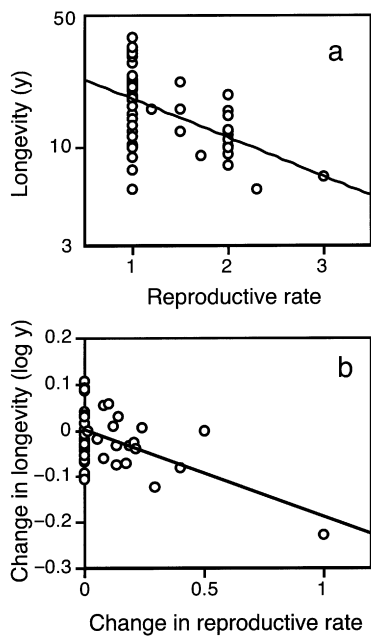 50
a
Longevity (y)
10
3
1 2 3
Reproductive rate
0.2
b
Change in longevity (log y)
0.1
0
−0.1
−0.2
−0.3
0 0.5 1
Change in reproductive rate